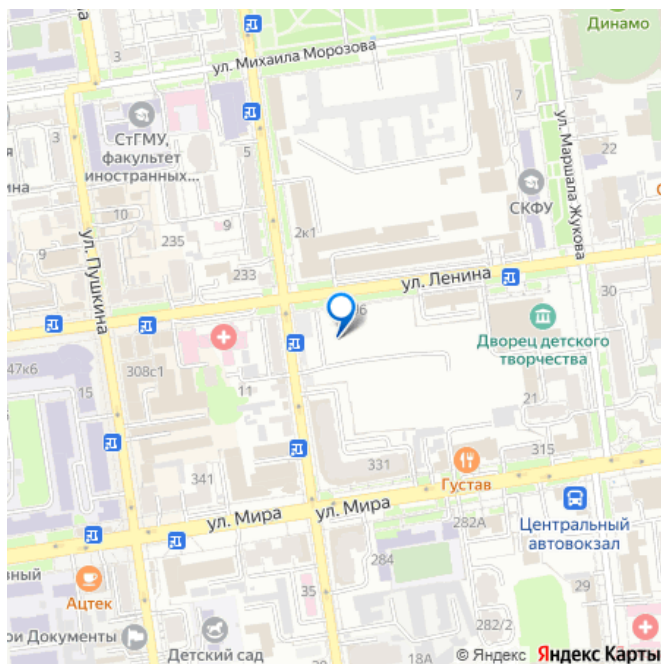 Динамо
ул. Михаила Морозова
3
7
СтГМУ,
факультет
иностранных...
3
5
ул. Маршала Жукова
22
я
ина
10
9
СКФУ
ул. Пушкина
235
2к1
233
ул. Ленина
30
Дворец детского
творчества
47к6
15
308с1
11
21
315
331
341
Густав
ул. Мира
ул. Мира
282А
Центральный
автовокзал
284
вный
Ацтек
35
29
282/2
ои Документы
Детский сад
18А
© Яндекс Яндекс Карты